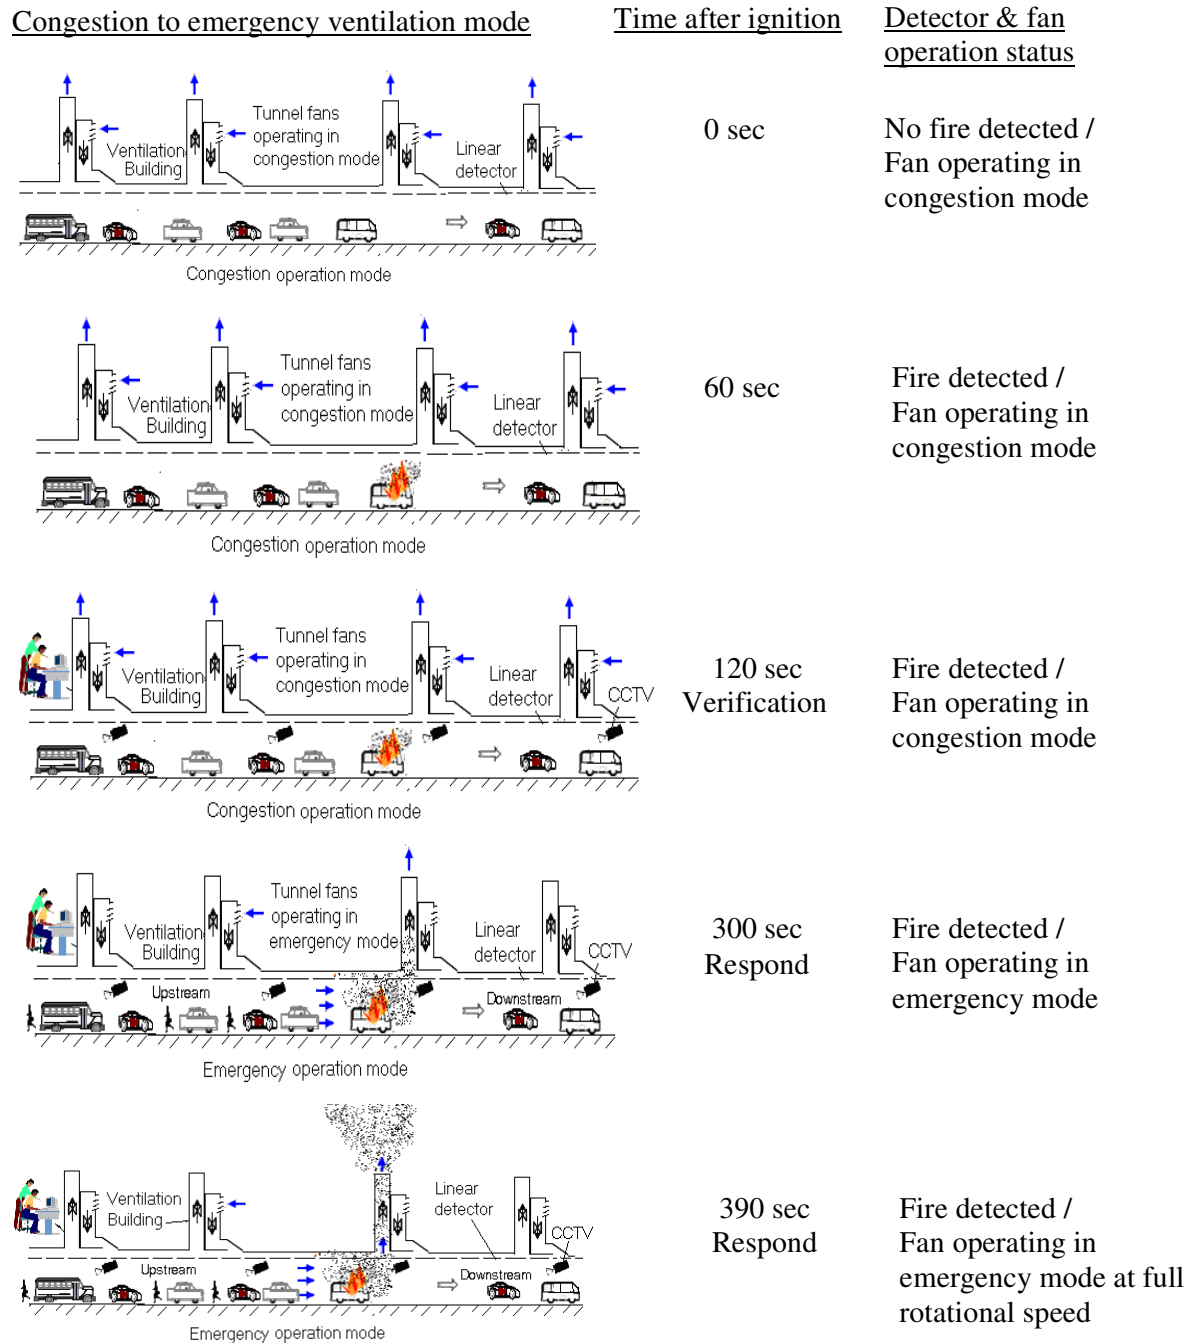 Congestion to emergency ventilation mode
Time after ignition
Detector & fan
operation status
Tunnel fans
operating in
congestion mode
Ventilation
Building
Linear
detector
Congestion operation mode
0 sec
No fire detected /
Fan operating in
congestion mode
Tunnel fans
operating in
congestion mode
Ventilation
Building
Linear
detector
Congestion operation mode
60 sec
Fire detected /
Fan operating in
congestion mode
Tunnel fans
operating in
congestion mode
Ventilation
Building
Linear
detector
CCTV
Congestion operation mode
120 sec
Verification
Fire detected /
Fan operating in
congestion mode
Tunnel fans
operating in
emergency mode
Ventilation
Building
Linear
detector
CCTV
Upstream
Downstream
Emergency operation mode
300 sec
Respond
Fire detected /
Fan operating in
emergency mode
Ventilation
Building
Linear
detector
CCTV
Upstream
Downstream
Emergency operation mode
390 sec
Respond
Fire detected /
Fan operating in
emergency mode at full
rotational speed